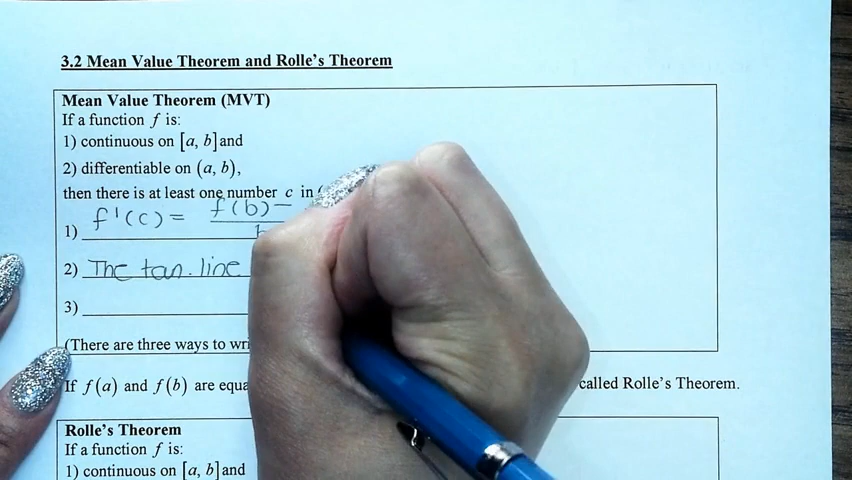 3.2 Mean Value Theorem and Rolle's Theorem
Mean Value Theorem (MVT)
If a function f is:
1) continuous on [a, b] and
2) differentiable on (a, b),
then there is at least one number c in (
1) f'(c) = f(b) –
2) The tan. line
3)
(There are three ways to wri
If f(a) and f(b) are equa called Rolle's Theorem.
Rolle's Theorem
If a function f is:
1) continuous on [a, b] and